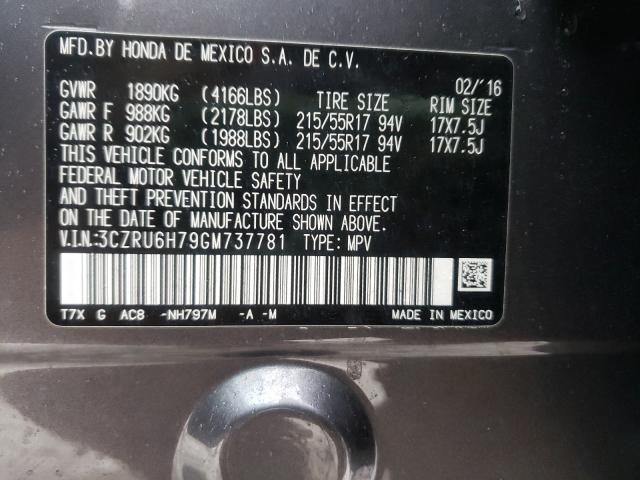 MFD.BY HONDA DE MEXICO S.A. DE C.V.
02/'16
GVWR 1890KG (4166LBS) TIRE SIZE RIM SIZE
GAWR F 988KG (2178LBS) 215/55R17 94V 17X7.5J
GAWR R 902KG (1988LBS) 215/55R17 94V 17X7.5J
THIS VEHICLE CONFORMS TO ALL APPLICABLE
FEDERAL MOTOR VEHICLE SAFETY
AND THEFT PREVENTION STANDARDS IN EFFECT
ON DATE OF MANUFACTURE SHOWN ABOVE.
V.I.N:3CZRU6H79GM737781 TYPE: MPV
T7X G AC8 -NH797M -A -M MADE IN MEXICO